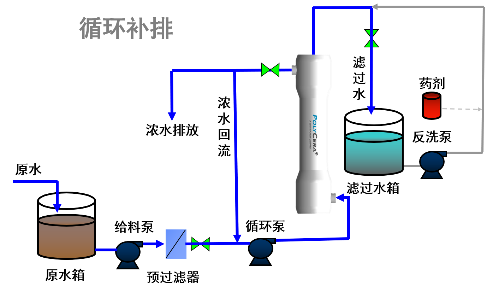 循环补排
滤过水
药剂
浓水回流
浓水排放
POLYCERA®
反洗泵
原水
滤过水箱
给料泵
循环泵
原水箱
预过滤器